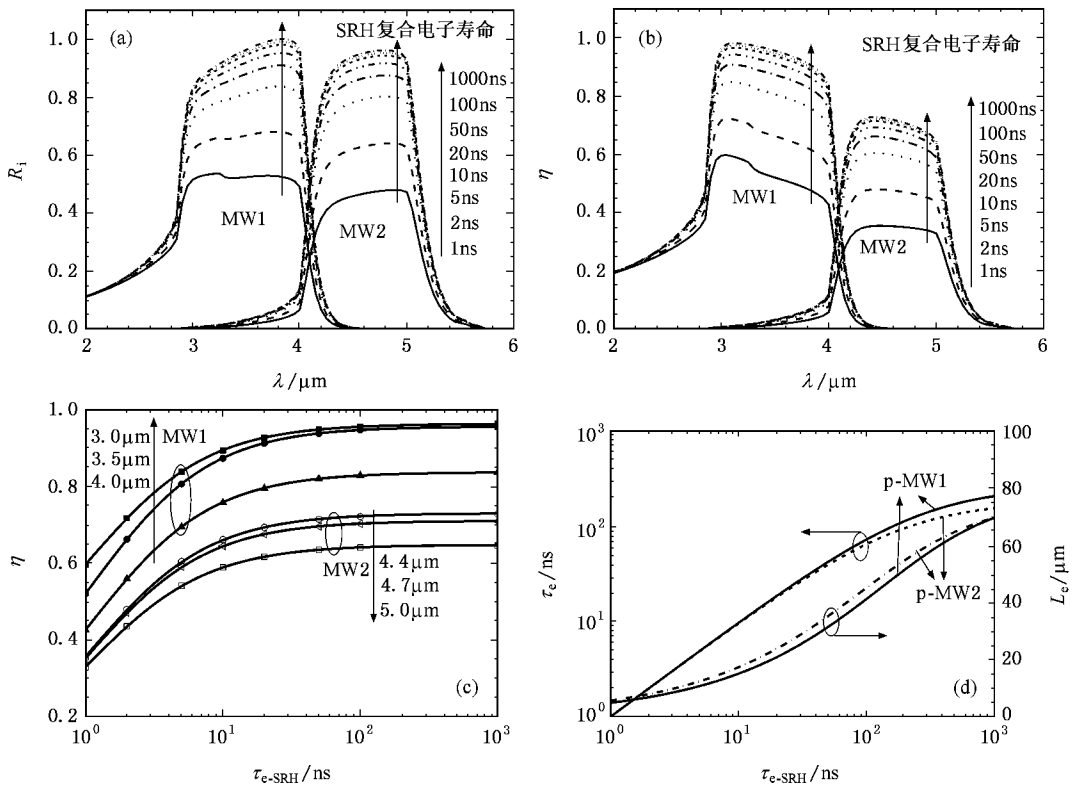 (a)
SRH复合电子寿命
1.0
0.8
0.6
0.4
0.2
0.0
R_i
MW1
MW2
1000ns
100ns
50ns
20ns
10ns
5ns
2ns
1ns
2 3 4 5 6
λ/μm
(b)
SRH复合电子寿命
1.0
0.8
0.6
0.4
0.2
0.0
η
MW1
MW2
1000ns
100ns
50ns
20ns
10ns
5ns
2ns
1ns
2 3 4 5 6
λ/μm
1.0
0.8
0.6
0.4
0.2
η
3.0μm
3.5μm
4.0μm
MW1
MW2
4.4μm
4.7μm
5.0μm
(c)
10^0 10^1 10^2 10^3
τ_e-SRH/ns
10^3
10^2
10^1
10^0
τ_e/ns
p-MW1
p-MW2
(d)
100
80
60
40
20
0
L_e/μm
10^0 10^1 10^2 10^3
τ_e-SRH/ns